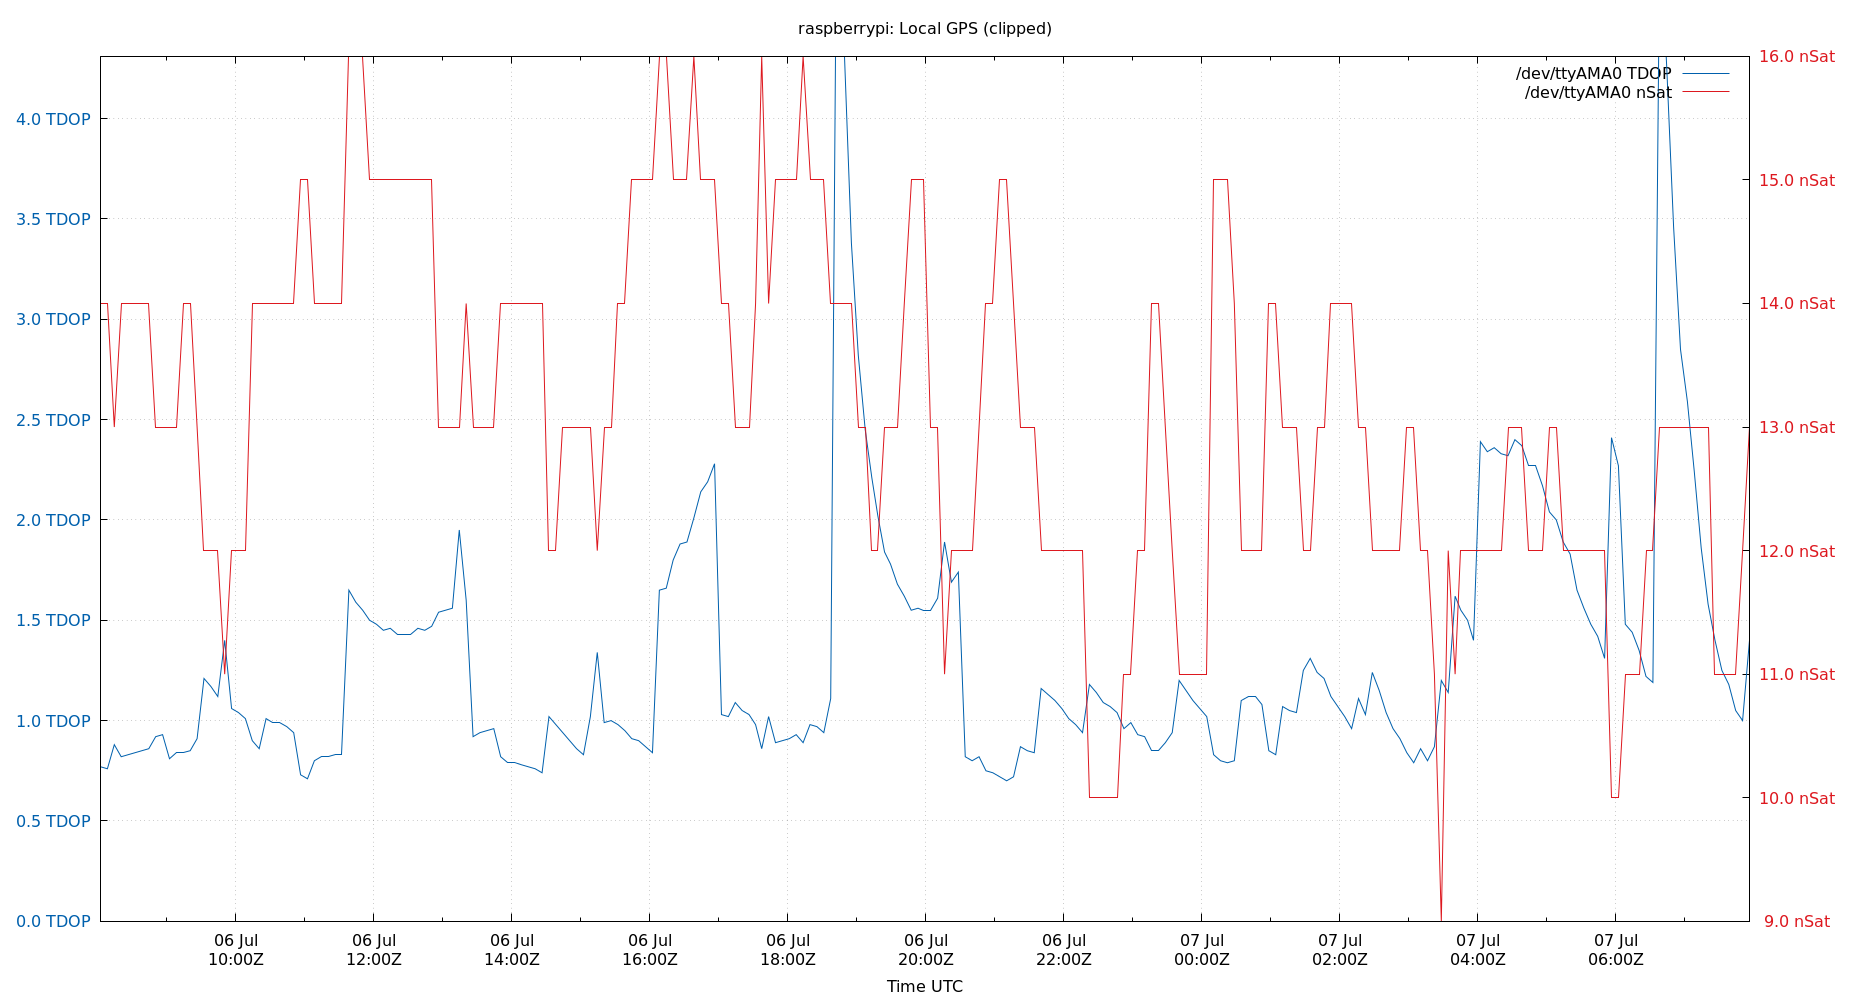 raspberrypi: Local GPS (clipped)
16.0 nSat
/dev/ttyAMA0 TDOP
/dev/ttyAMA0 nSat
4.0 TDOP
15.0 nSat
3.5 TDOP
14.0 nSat
3.0 TDOP
2.5 TDOP
13.0 nSat
2.0 TDOP
12.0 nSat
1.5 TDOP
11.0 nSat
1.0 TDOP
10.0 nSat
0.5 TDOP
0.0 TDOP
9.0 nSat
06 Jul 06 Jul 06 Jul 06 Jul 06 Jul 06 Jul 06 Jul 07 Jul 07 Jul 07 Jul 07 Jul
10:00Z 12:00Z 14:00Z 16:00Z 18:00Z 20:00Z 22:00Z 00:00Z 02:00Z 04:00Z 06:00Z
Time UTC